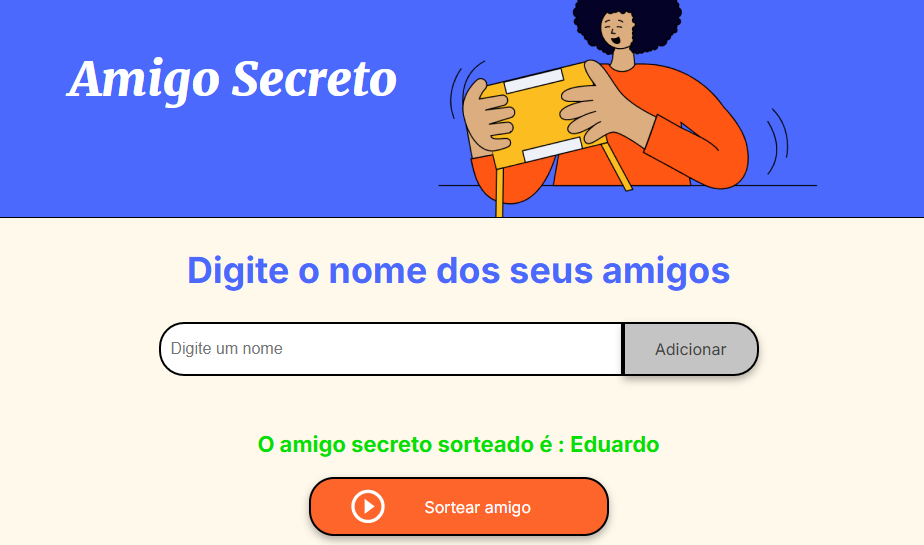 Amigo Secreto
Digite o nome dos seus amigos
Digite um nome
Adicionar
O amigo secreto sorteado é : Eduardo
Sortear amigo